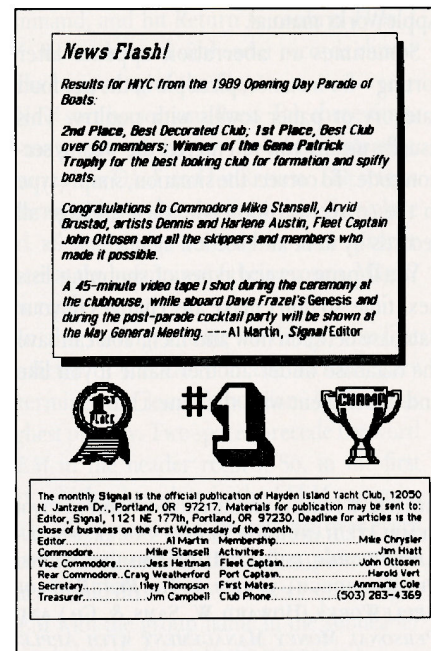 News Flash!
Results for HIYC from the 1989 Opening Day Parade of
Boats:
2nd Place, Best Decorated Club; 1st Place, Best Club
over 60 members; Winner of the Gene Patrick
Trophy for the best looking club for formation and spiffy
boats.
Congratulations to Commodore Mike Stansell, Arvid
Brustad, artists Dennis and Harlene Austin, Fleet Captain
John Ottosen and all the skippers and members who
made it possible.
A 45-minute video tape I shot during the ceremony at
the clubhouse, while aboard Dave Frazel's Genesis and
during the post-parade cocktail party will be shown at
the May General Meeting. ---Al Martin, Signal Editor
1ST
PLACE
#1
CHAMP
The monthly Signal is the official publication of Hayden Island Yacht Club, 12050
N. Jantzen Dr., Portland, OR 97217. Materials for publication may be sent to:
Editor, Signal, 1121 NE 177th, Portland, OR 97230. Deadline for articles is the
close of business on the first Wednesday of the month.
Editor..................Al Martin Membership..................Mike Chrysler
Commodore.............Mike Stansell Activities..................Jim Hiatt
Vice Commodore.....Jess Heitman Fleet Captain.............John Ottosen
Rear Commodore..Craig Weatherford Port Captain...............Harold Vert
Secretary.............Tiley Thompson First Mates...............Annmarie Cole
Treasurer.............Jim Campbell Club Phone.............(503) 283-4369